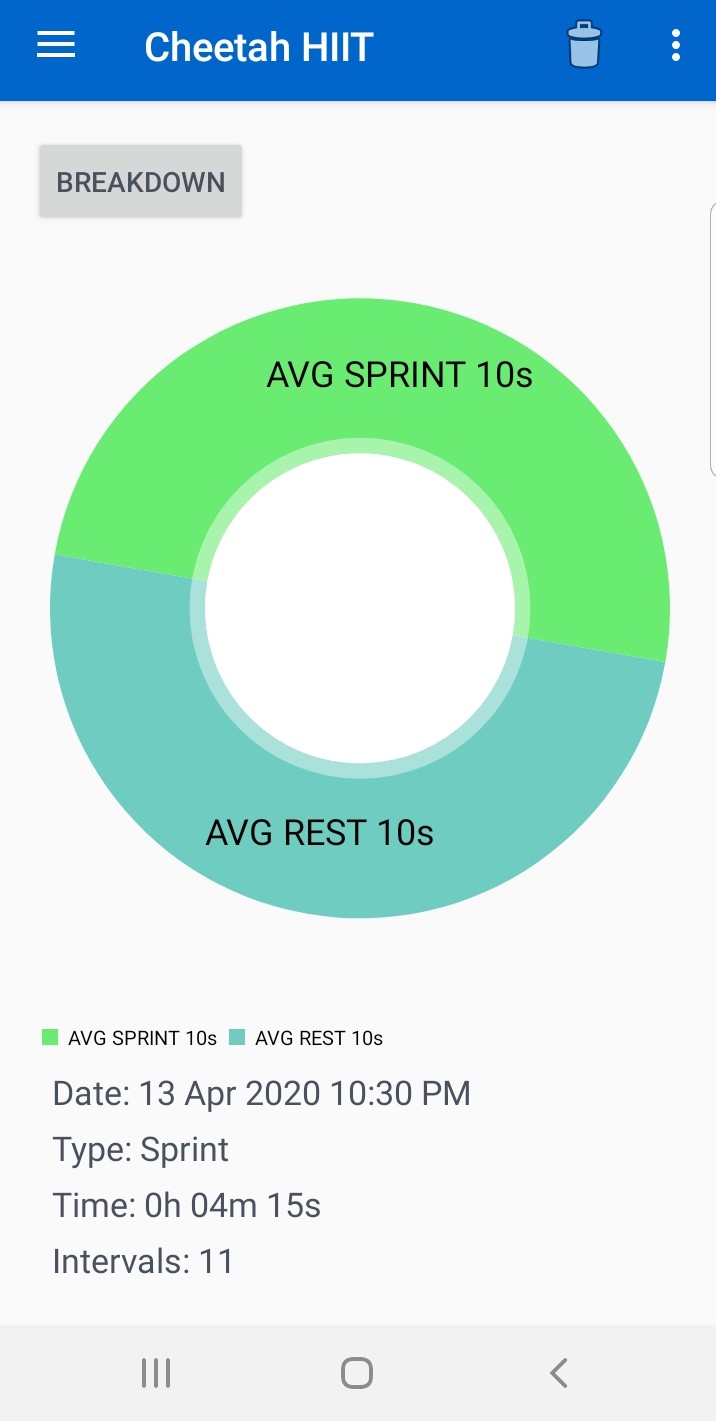 Cheetah HIIT
BREAKDOWN
AVG SPRINT 10s
AVG REST 10s
AVG SPRINT 10s AVG REST 10s
Date: 13 Apr 2020 10:30 PM
Type: Sprint
Time: 0h 04m 15s
Intervals: 11